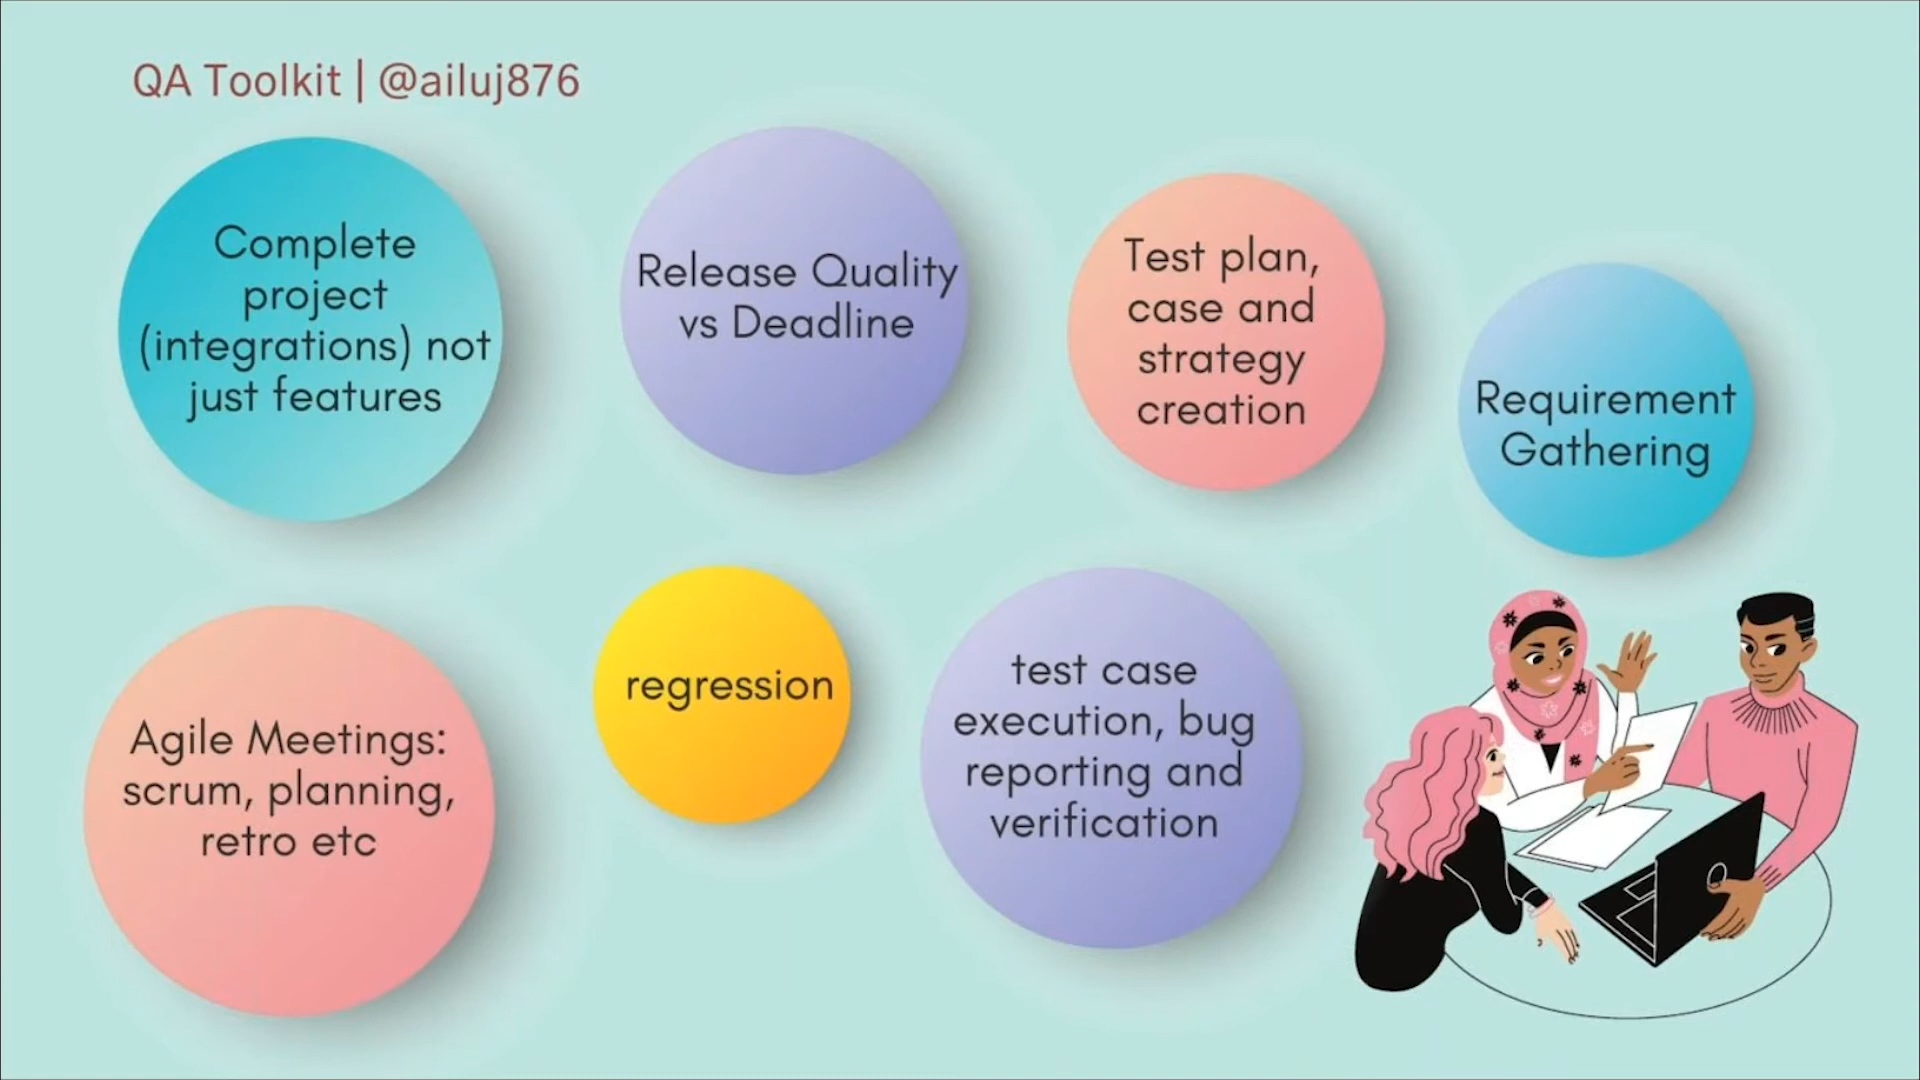 QA Toolkit | @ailuj876
Complete
project
(integrations) not
just features
Release Quality
vs Deadline
Test plan,
case and
strategy
creation
Requirement
Gathering
Agile Meetings:
scrum, planning,
retro etc
regression
test case
execution, bug
reporting and
verification